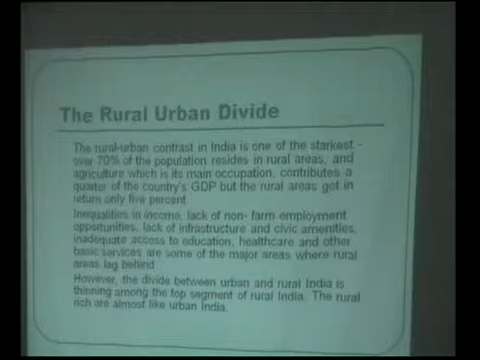 The Rural Urban Divide
The rural-urban contrast in India is one of the starkest -
over 70% of the population resides in rural areas, and
agriculture which is its main occupation, contributes a
quarter of the country's GDP but the rural areas get in
return only five percent
Inequalities in income, lack of non- farm employment
opportunities, lack of infrastructure and civic amenities,
inadequate access to education, healthcare and other
basic services are some of the major areas where rural
areas lag behind
However, the divide between urban and rural India is
thinning among the top segment of rural India. The rural
rich are almost like urban India.